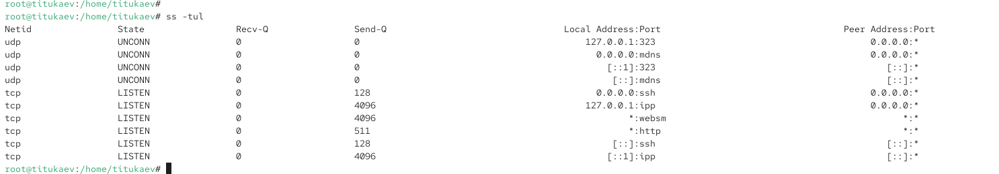 root@titukaev:/home/titukaev#
root@titukaev:/home/titukaev# ss -tul
Netid State Recv-Q Send-Q Local Address:Port Peer Address:Port
udp UNCONN 0 0 127.0.0.1:323 0.0.0.0:*
udp UNCONN 0 0 0.0.0.0:mdns 0.0.0.0:*
udp UNCONN 0 0 [::1]:323 [::]:*
udp UNCONN 0 0 [::]:mdns [::]:*
tcp LISTEN 0 128 0.0.0.0:ssh 0.0.0.0:*
tcp LISTEN 0 4096 127.0.0.1:ipp 0.0.0.0:*
tcp LISTEN 0 4096 *:websm *:*
tcp LISTEN 0 511 *:http *:*
tcp LISTEN 0 128 [::]:ssh [::]:*
tcp LISTEN 0 4096 [::1]:ipp [::]:*
root@titukaev:/home/titukaev#